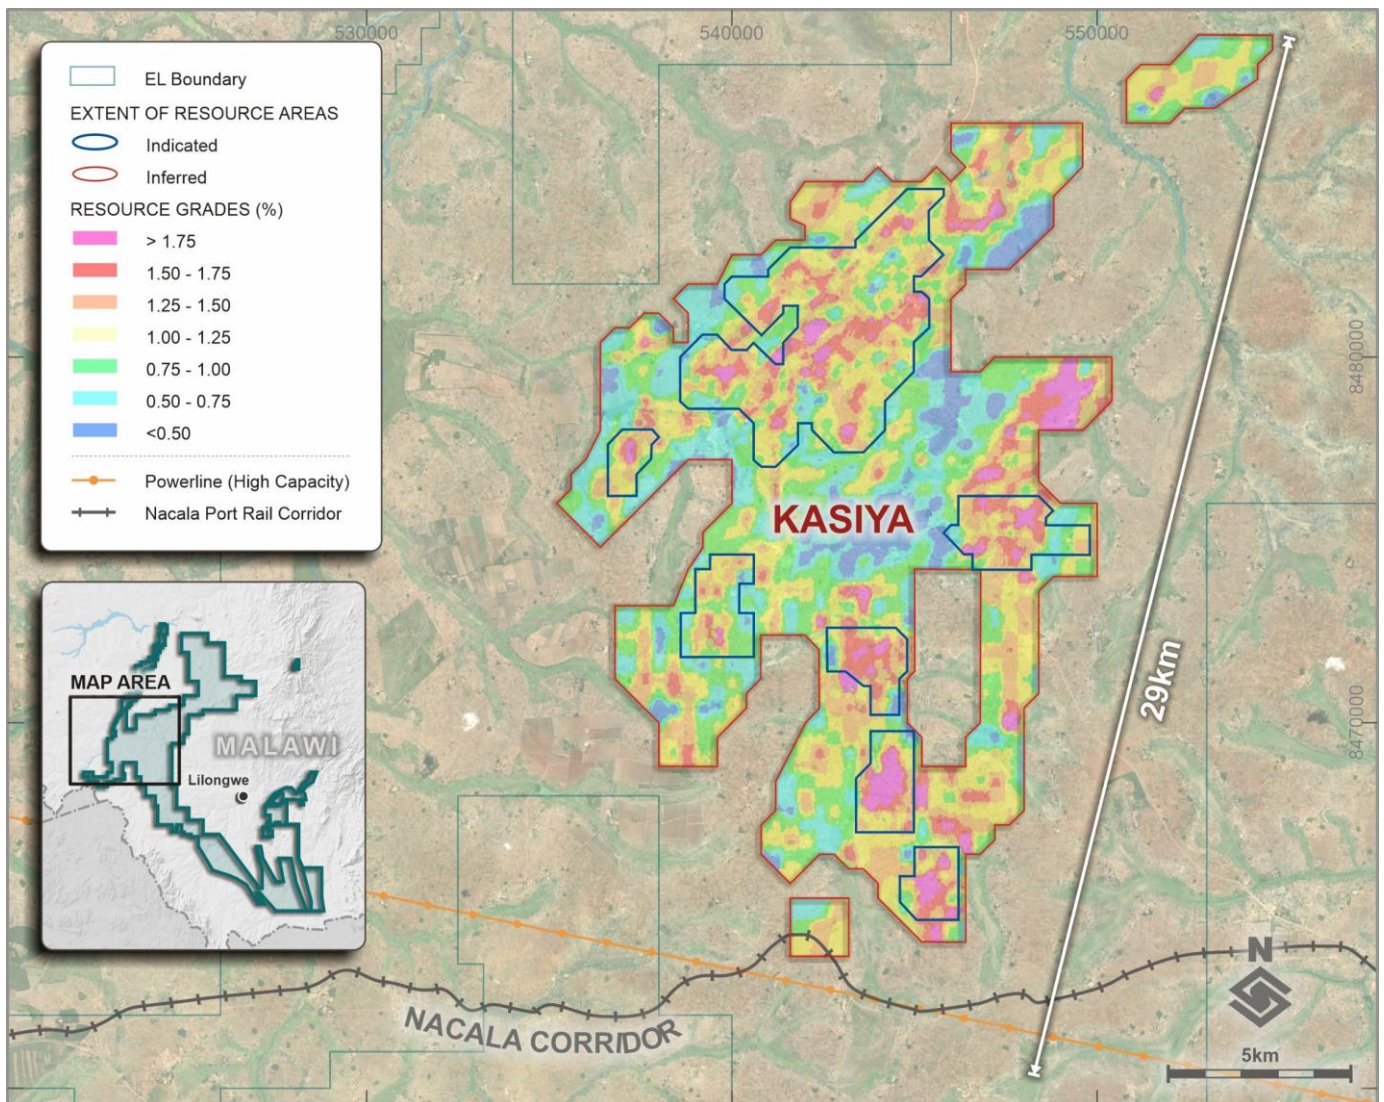 530000
540000
550000
EL Boundary
EXTENT OF RESOURCE AREAS
Indicated
Inferred
RESOURCE GRADES (%)
> 1.75
1.50 - 1.75
1.25 - 1.50
1.00 - 1.25
0.75 - 1.00
0.50 - 0.75
<0.50
Powerline (High Capacity)
Nacala Port Rail Corridor
8480000
KASIYA
29km
MAP AREA
MALAWI
Lilongwe
8470000
NACALA CORRIDOR
N
5km